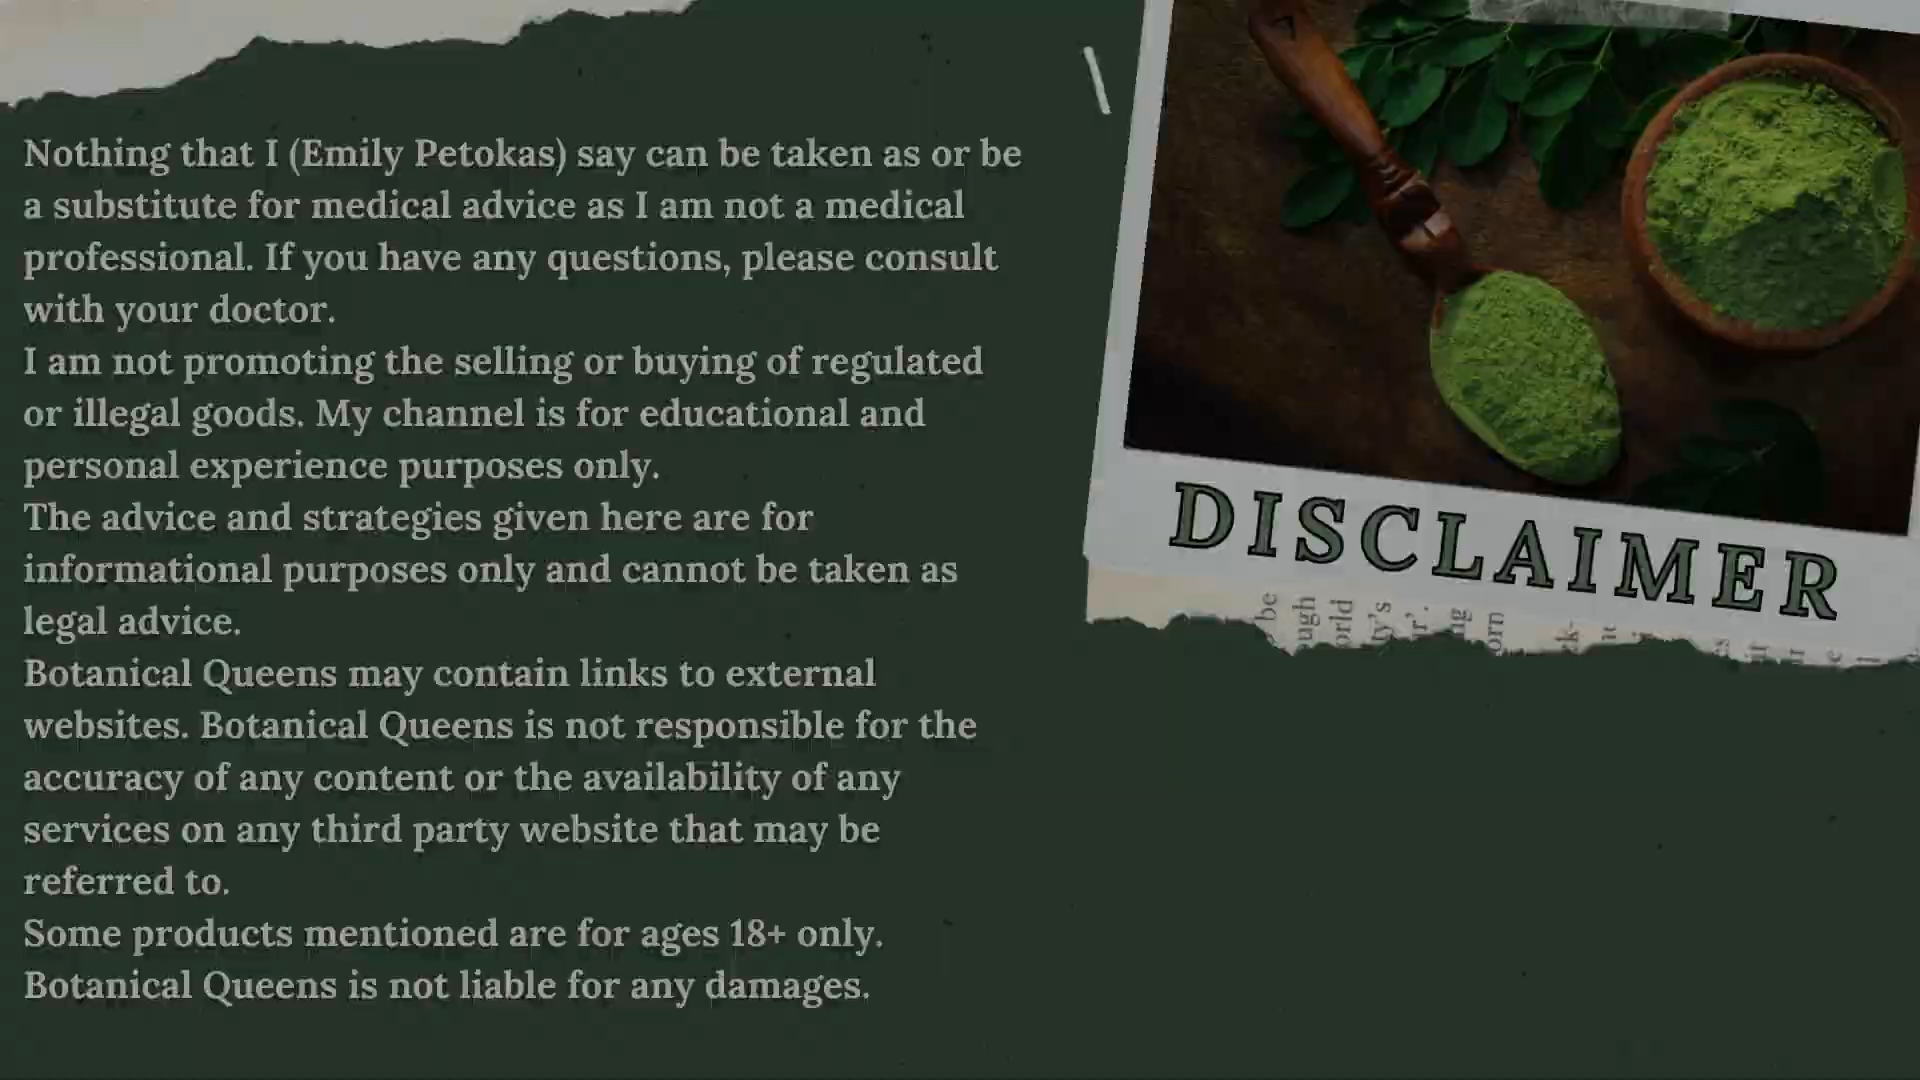 Nothing that I (Emily Petokas) say can be taken as or be
a substitute for medical advice as I am not a medical
professional. If you have any questions, please consult
with your doctor.
I am not promoting the selling or buying of regulated
or illegal goods. My channel is for educational and
personal experience purposes only.
The advice and strategies given here are for
informational purposes only and cannot be taken as
legal advice.
Botanical Queens may contain links to external
websites. Botanical Queens is not responsible for the
accuracy of any content or the availability of any
services on any third party website that may be
referred to.
Some products mentioned are for ages 18+ only.
Botanical Queens is not liable for any damages.
DISCLAIMER
be